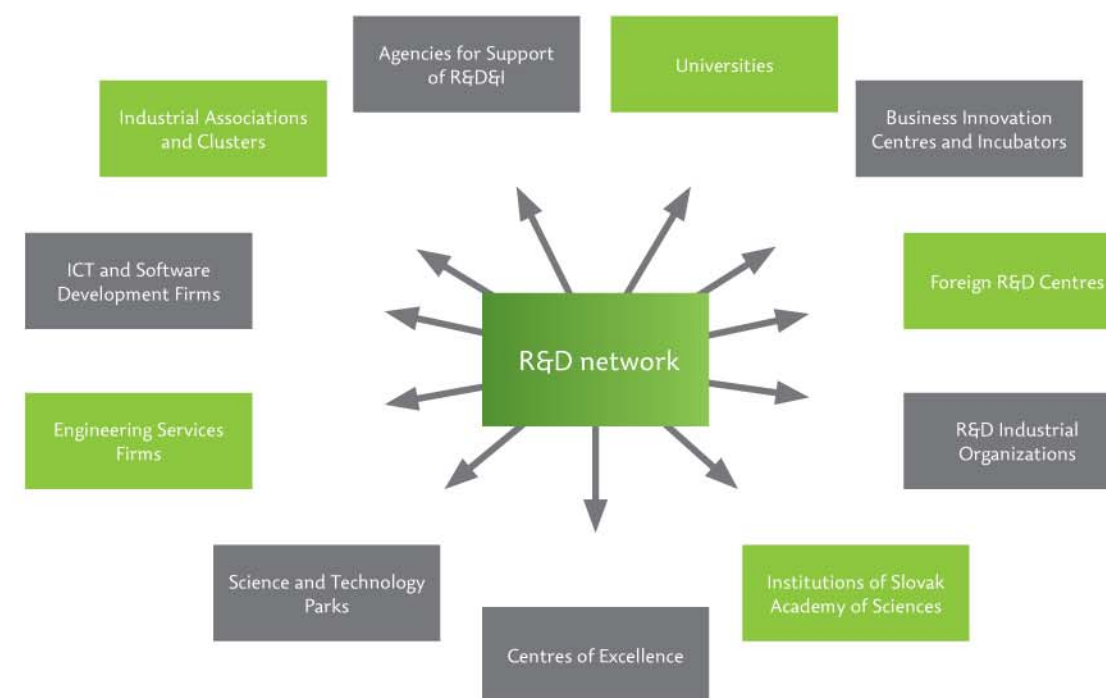 Agencies for Support
of R&D&I
Universities
Industrial Associations
and Clusters
Business Innovation
Centres and Incubators
ICT and Software
Development Firms
Foreign R&D Centres
R&D network
Engineering Services
Firms
R&D Industrial
Organizations
Science and Technology
Parks
Institutions of Slovak
Academy of Sciences
Centres of Excellence